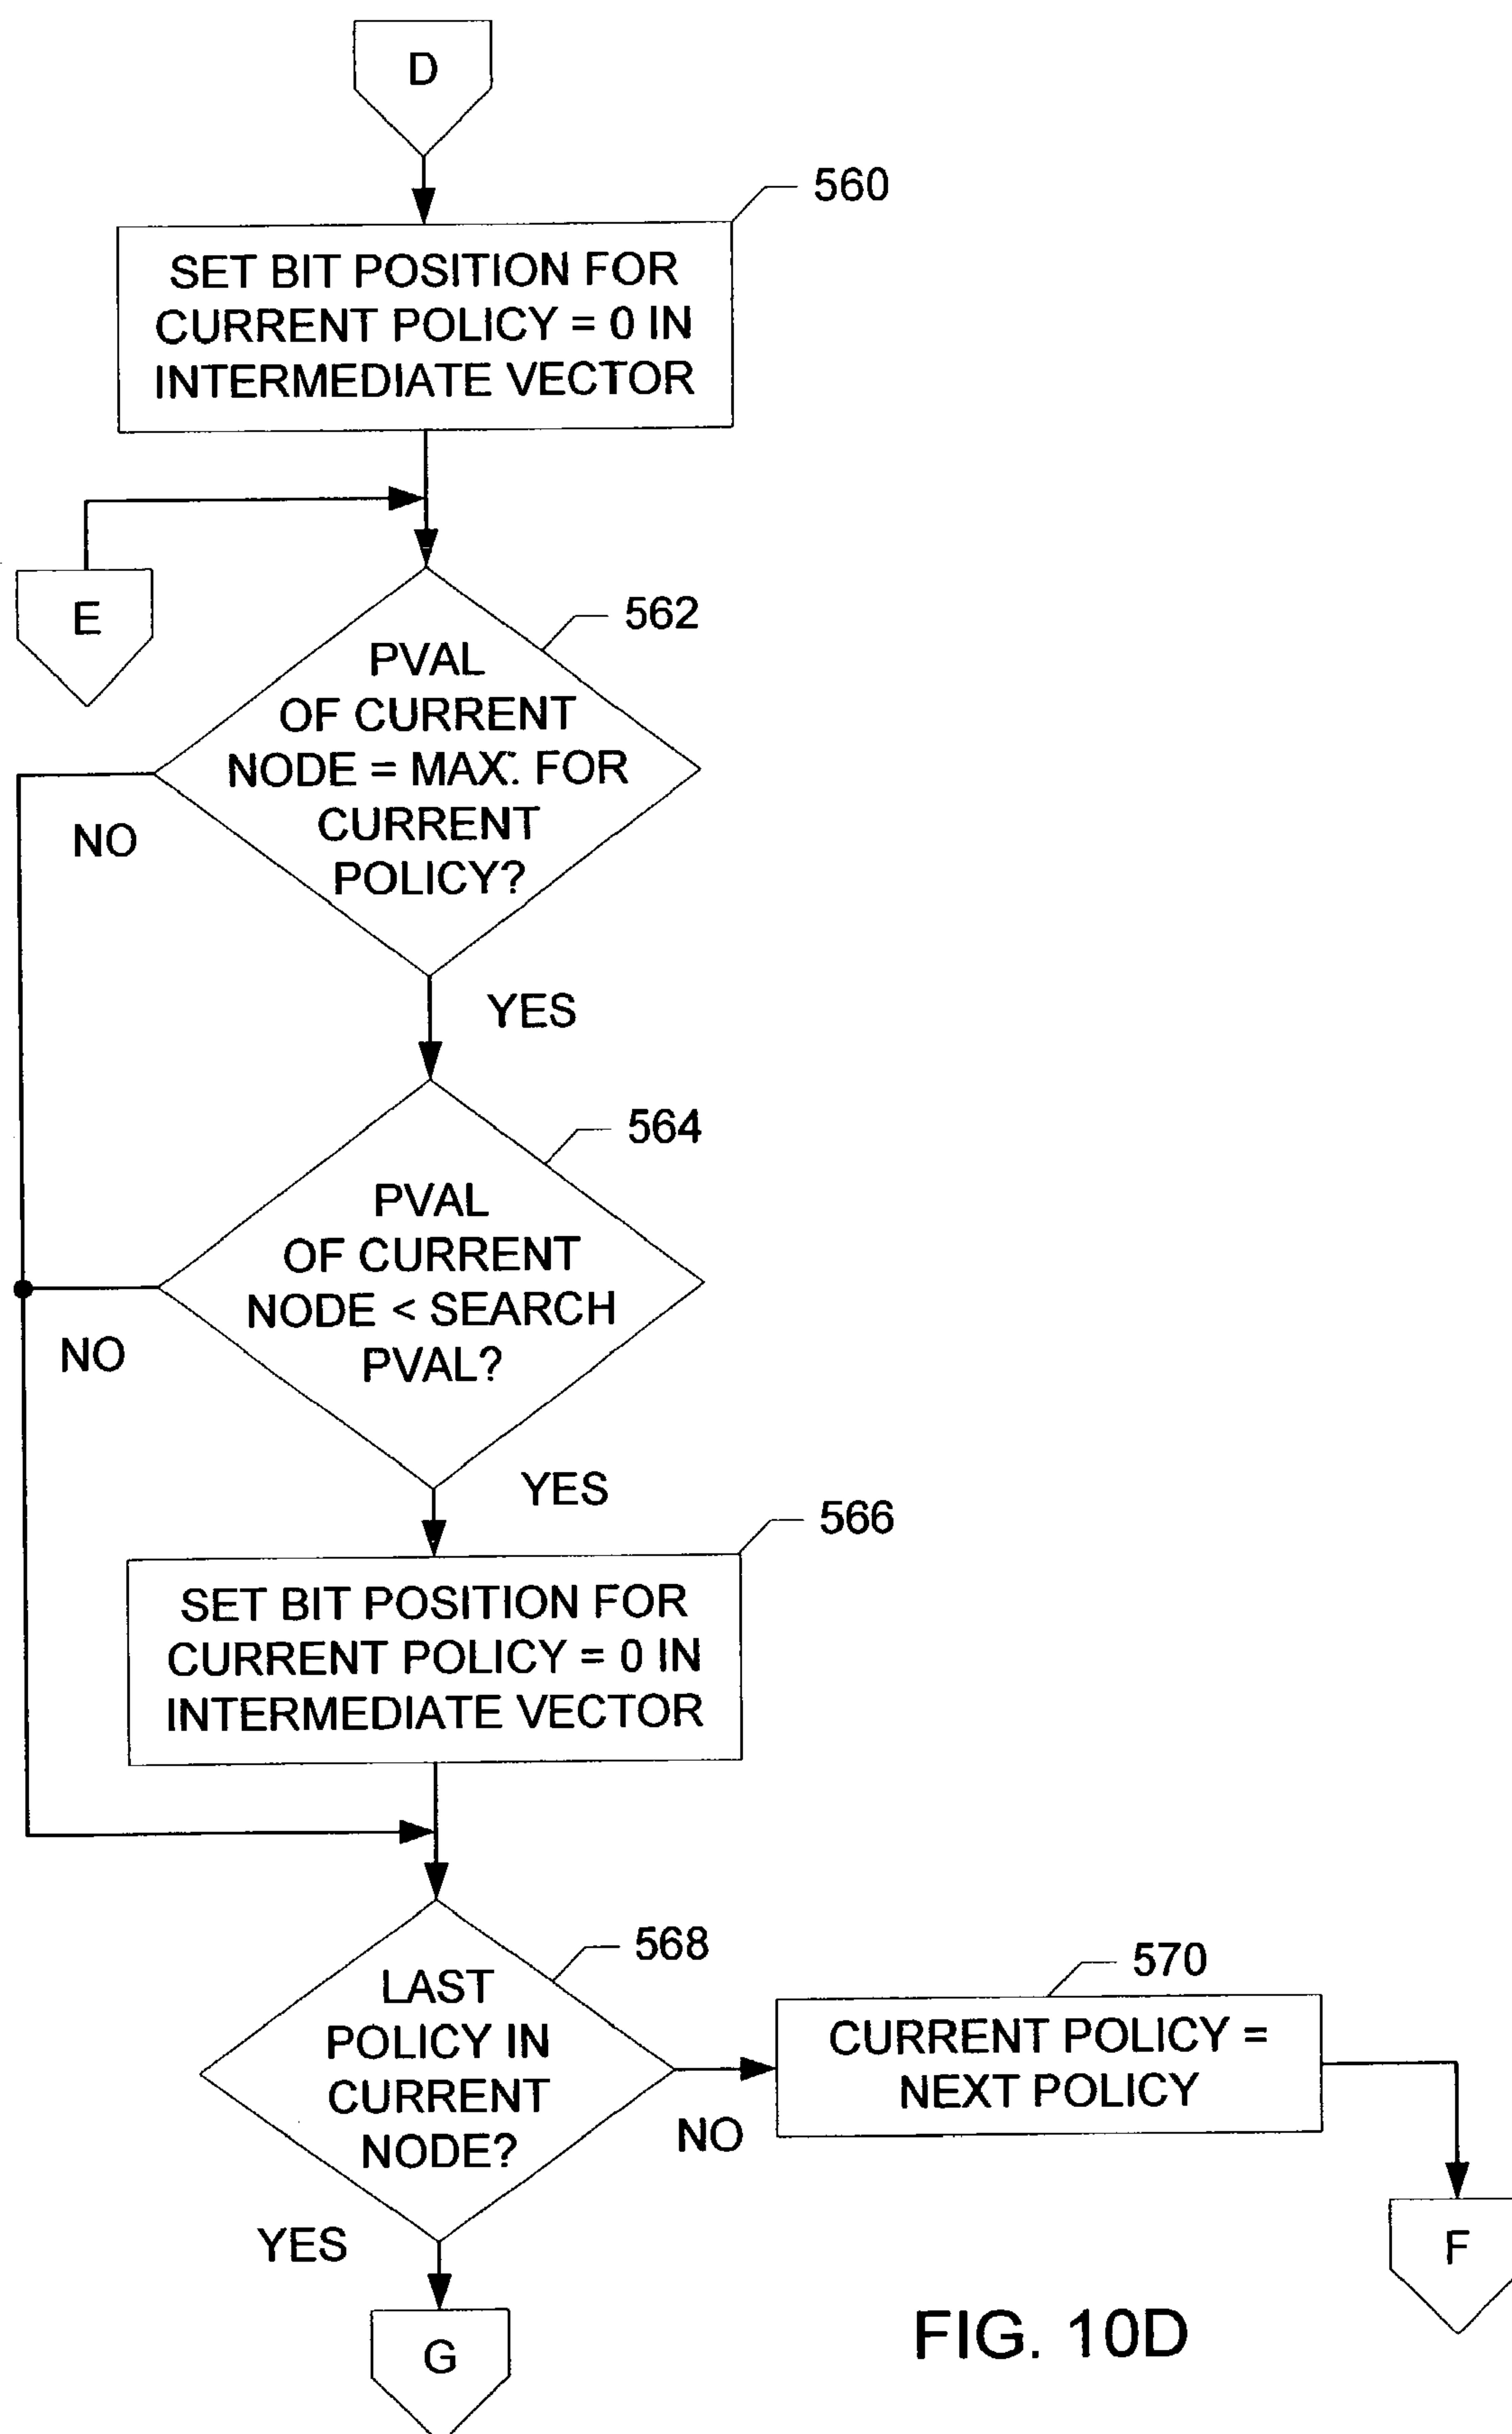 D
560
SET BIT POSITION FOR
CURRENT POLICY = 0 IN
INTERMEDIATE VECTOR
E
562
PVAL
OF CURRENT
NODE = MAX. FOR
CURRENT
POLICY?
NO
YES
564
PVAL
OF CURRENT
NODE < SEARCH
PVAL?
NO
YES
566
SET BIT POSITION FOR
CURRENT POLICY = 0 IN
INTERMEDIATE VECTOR
568
LAST
POLICY IN
CURRENT
NODE?
NO
570
CURRENT POLICY =
NEXT POLICY
YES
F
G
FIG. 10D